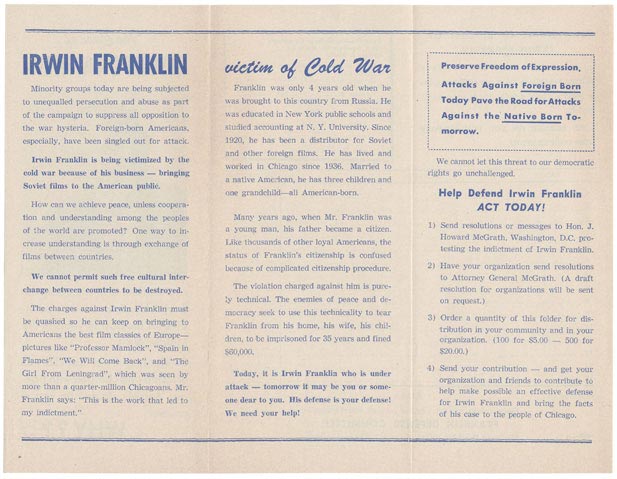 IRWIN FRANKLIN
Minority groups today are being subjected
to unequalled persecution and abuse as part
of the campaign to suppress all opposition to
the war hysteria. Foreign-born Americans,
especially, have been singled out for attack.
Irwin Franklin is being victimized by the
cold war because of his business — bringing
Soviet films to the American public.
How can we achieve peace, unless coopera-
tion and understanding among the peoples
of the world are promoted? One way to in-
crease understanding is through exchange of
films between countries.
We cannot permit such free cultural inter-
change between countries to be destroyed.
The charges against Irwin Franklin must
be quashed so he can keep on bringing to
Americans the best film classics of Europe—
pictures like "Professor Mamlock", "Spain in
Flames", "We Will Come Back", and "The
Girl From Leningrad", which was seen by
more than a quarter-million Chicagoans. Mr.
Franklin says: "This is the work that led to
my indictment."
victim of Cold War
Franklin was only 4 years old when he
was brought to this country from Russia. He
was educated in New York public schools and
studied accounting at N. Y. University. Since
1920, he has been a distributor for Soviet
and other foreign films. He has lived and
worked in Chicago since 1936. Married to
a native American, he has three children and
one grandchild—all American-born.
Many years ago, when Mr. Franklin was
a young man, his father became a citizen.
Like thousands of other loyal Americans, the
status of Franklin's citizenship is confused
because of complicated citizenship procedure.
The violation charged against him is pure-
ly technical. The enemies of peace and de-
mocracy seek to use this technicality to tear
Franklin from his home, his wife, his chil-
dren, to be imprisoned for 35 years and fined
$60,000.
Today, it is Irwin Franklin who is under
attack — tomorrow it may be you or some-
one dear to you. His defense is your defense!
We need your help!
Preserve Freedom of Expression,
Attacks Against Foreign Born
Today Pave the Road for Attacks
Against the Native Born To-
morrow.
We cannot let this threat to our democratic
rights go unchallenged.
Help Defend Irwin Franklin
ACT TODAY!
1) Send resolutions or messages to Hon. J.
Howard McGrath, Washington, D.C. pro-
testing the indictment of Irwin Franklin.
2) Have your organization send resolutions
to Attorney General McGrath. (A draft
resolution for organizations will be sent
on request.)
3) Order a quantity of this folder for dis-
tribution in your community and in your
organization. (100 for $5.00 — 500 for
$20.00.)
4) Send your contribution — and get your
organization and friends to contribute to
help make possible an effective defense
for Irwin Franklin and bring the facts
of his case to the people of Chicago.